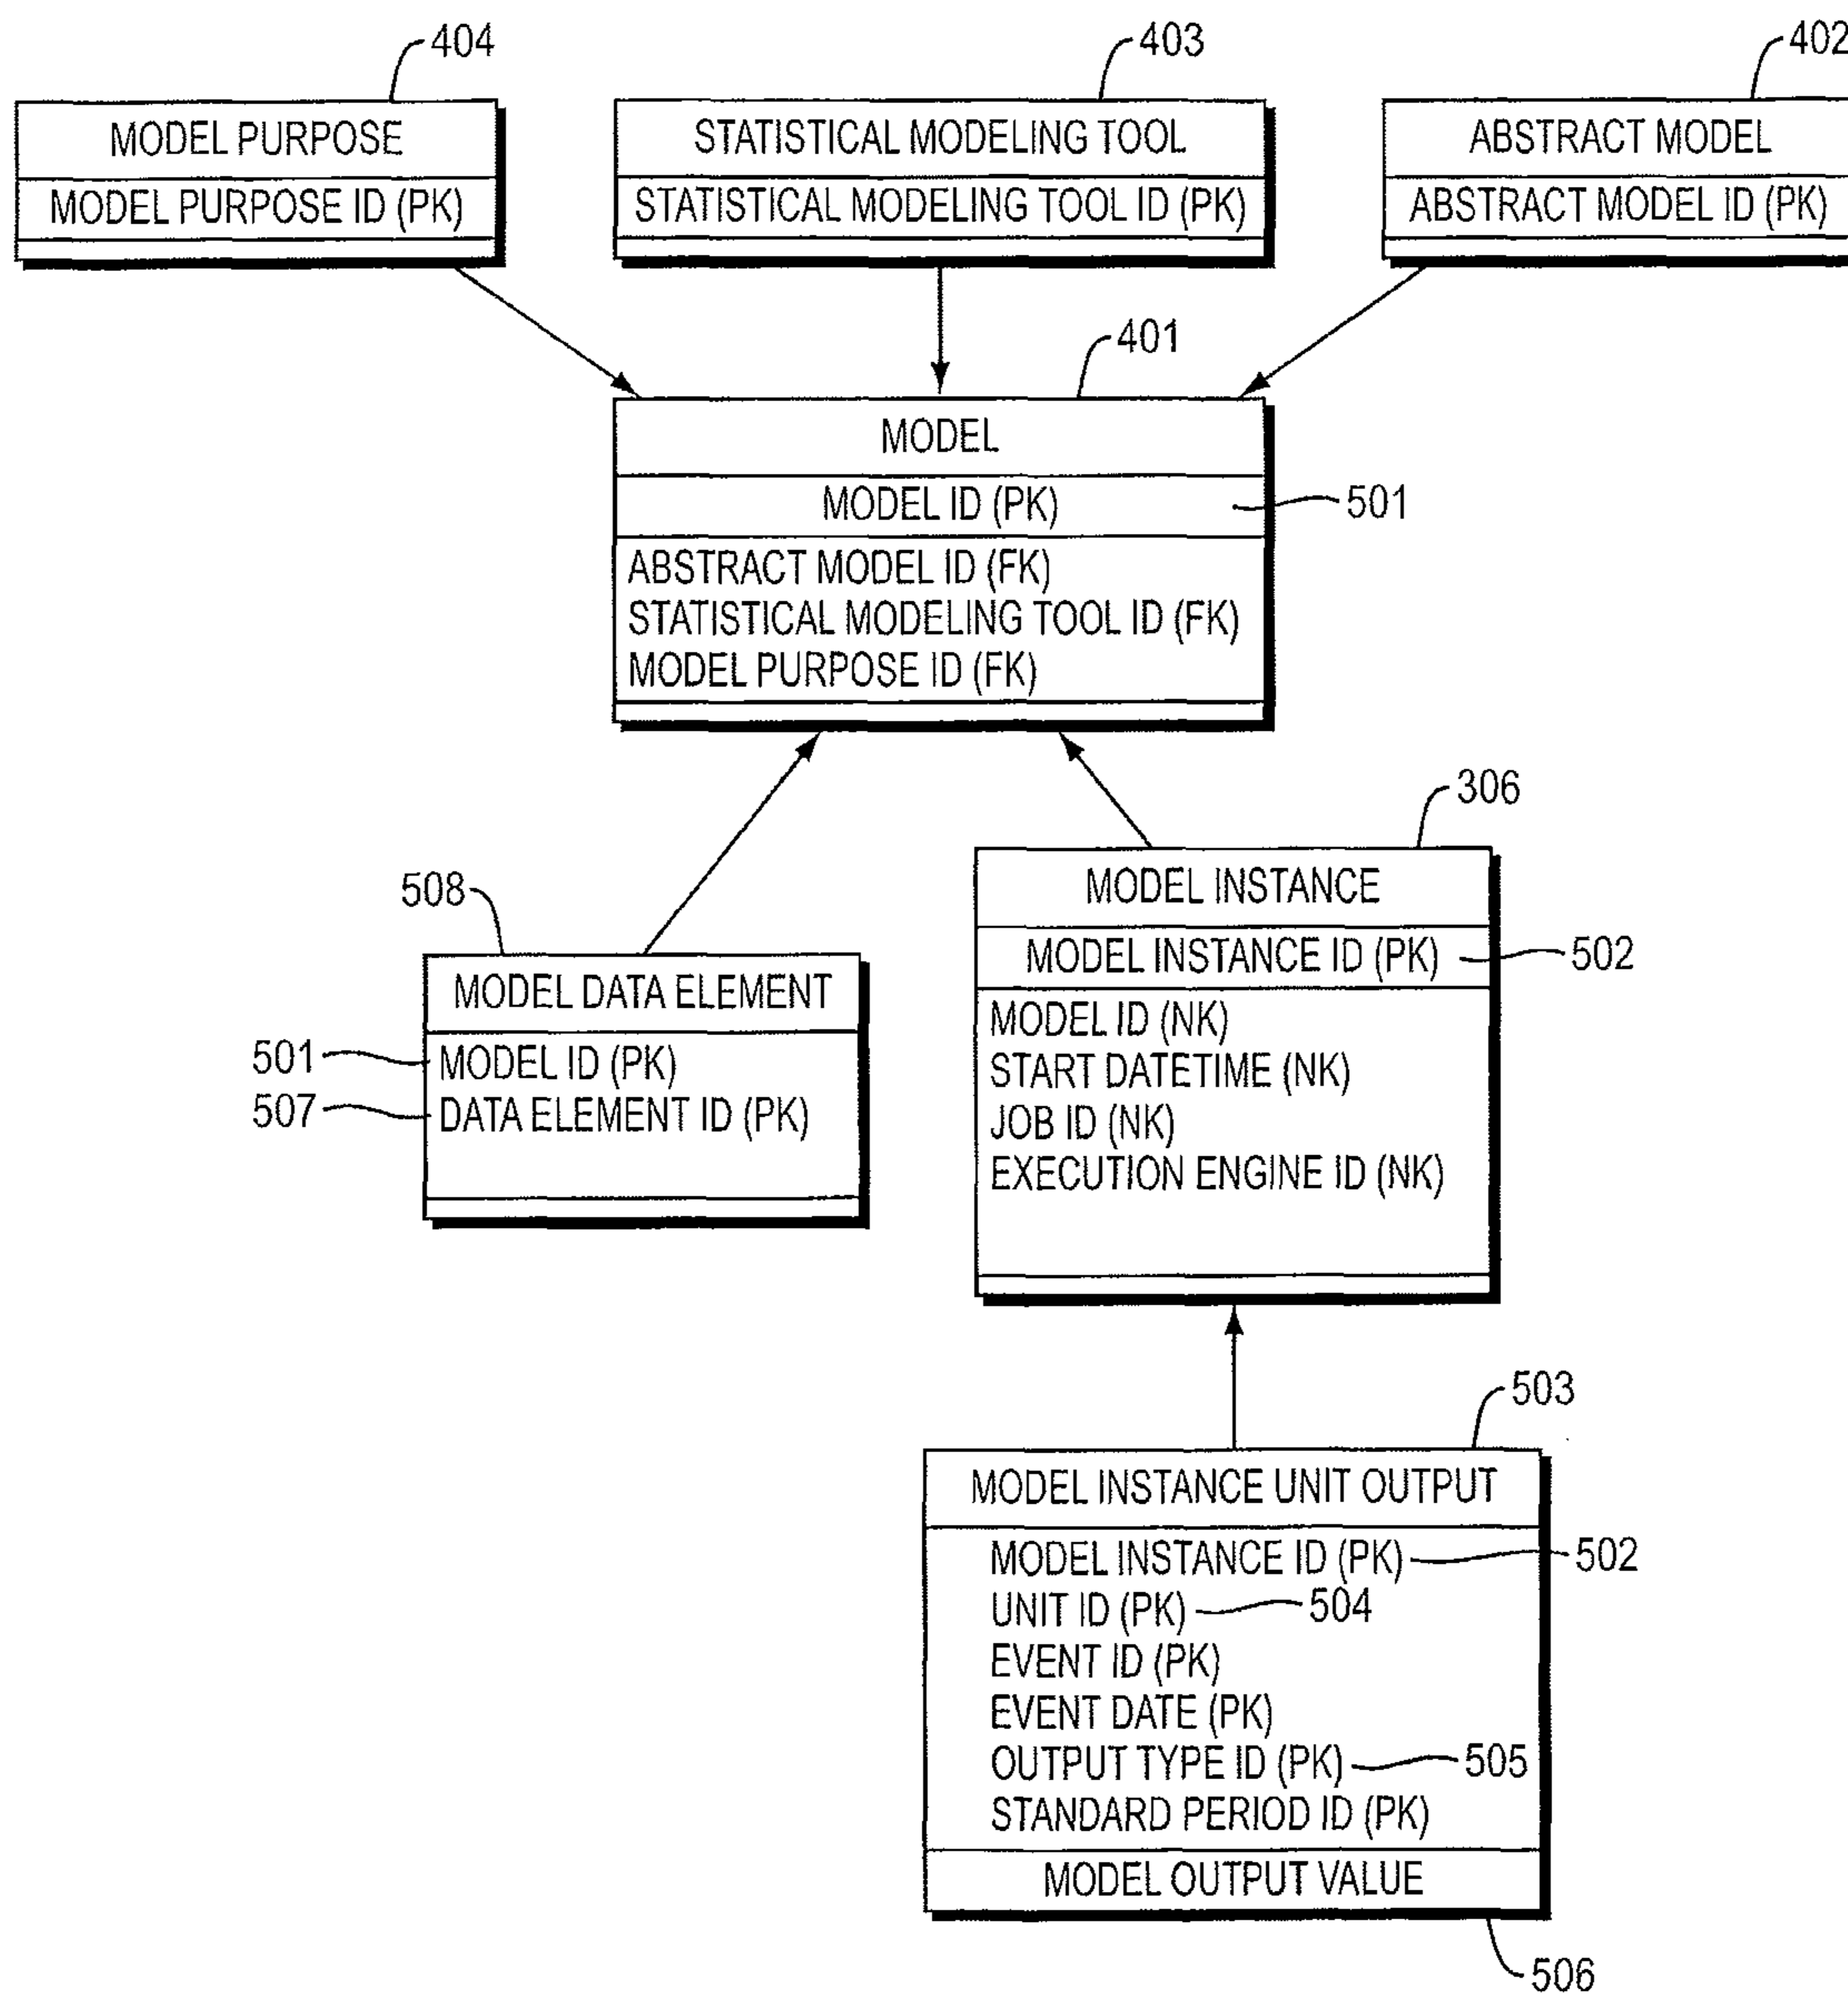 404
403
402
MODEL PURPOSE
MODEL PURPOSE ID (PK)
STATISTICAL MODELING TOOL
STATISTICAL MODELING TOOL ID (PK)
ABSTRACT MODEL
ABSTRACT MODEL ID (PK)
401
MODEL
MODEL ID (PK)
501
ABSTRACT MODEL ID (FK)
STATISTICAL MODELING TOOL ID (FK)
MODEL PURPOSE ID (FK)
508
MODEL DATA ELEMENT
501
MODEL ID (PK)
507
DATA ELEMENT ID (PK)
306
MODEL INSTANCE
MODEL INSTANCE ID (PK)
502
MODEL ID (NK)
START DATETIME (NK)
JOB ID (NK)
EXECUTION ENGINE ID (NK)
503
MODEL INSTANCE UNIT OUTPUT
MODEL INSTANCE ID (PK)
502
UNIT ID (PK)
504
EVENT ID (PK)
EVENT DATE (PK)
OUTPUT TYPE ID (PK)
505
STANDARD PERIOD ID (PK)
MODEL OUTPUT VALUE
506